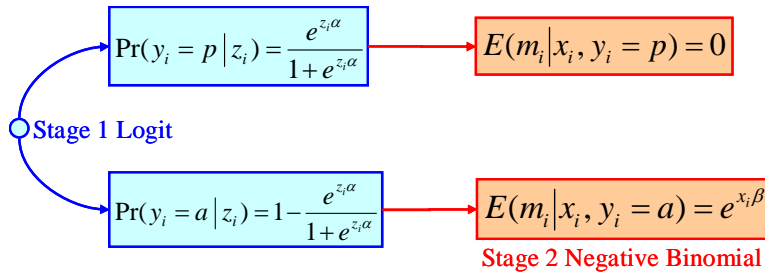 Pr(y_i = p | z_i) = e^{z_i α} / (1 + e^{z_i α})
E(m_i | x_i, y_i = p) = 0
Stage 1 Logit
Pr(y_i = a | z_i) = 1 − e^{z_i α} / (1 + e^{z_i α})
E(m_i | x_i, y_i = a) = e^{x_i β}
Stage 2 Negative Binomial